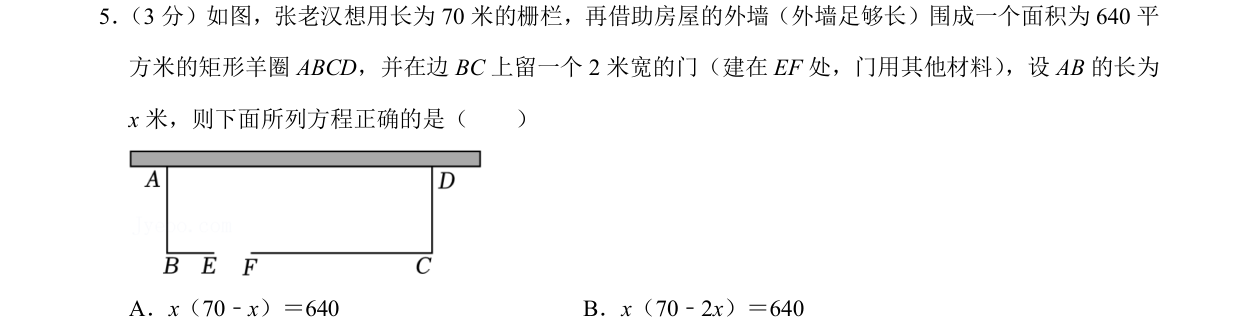 5．（3 分）如图，张老汉想用长为 70 米的栅栏，再借助房屋的外墙（外墙足够长）围成一个面积为 640 平
方米的矩形羊圈 ABCD，并在边 BC 上留一个 2 米宽的门（建在 EF 处，门用其他材料），设 AB 的长为
x 米，则下面所列方程正确的是（　　）
A D
B E F C
A．x（70﹣x）＝640 B．x（70﹣2x）＝640